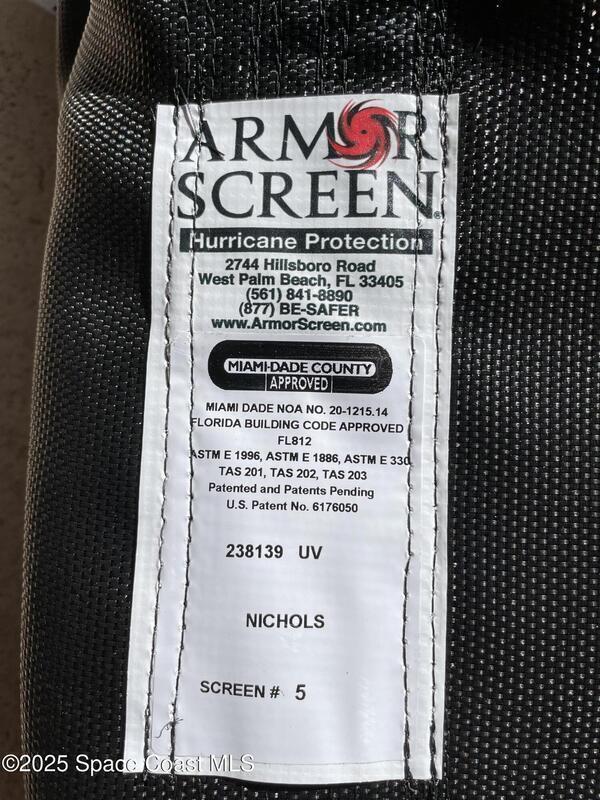 ARMOR
SCREEN®
Hurricane Protection
2744 Hillsboro Road
West Palm Beach, FL 33405
(561) 841-8890
(877) BE-SAFER
www.ArmorScreen.com
MIAMI-DADE COUNTY
APPROVED
MIAMI DADE NOA NO. 20-1215.14
FLORIDA BUILDING CODE APPROVED
FL812
ASTM E 1996, ASTM E 1886, ASTM E 330,
TAS 201, TAS 202, TAS 203
Patented and Patents Pending
U.S. Patent No. 6176050
238139 UV
NICHOLS
SCREEN # 5
©2025 Space Coast MLS